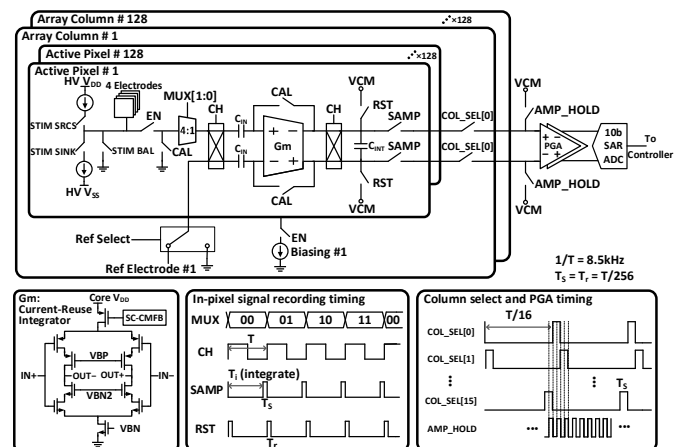 Array Column # 128
×128
Array Column # 1
Active Pixel # 128
×128
Active Pixel # 1
HV VDD
4 Electrodes
MUX[1:0]
CH
CAL
CH
VCM
RST
VCM
STIM SRCS
EN
4:1
CIN
Gm
SAMP
COL_SEL[0]
AMP_HOLD
STIM SINK
STIM BAL
CAL
CIN
CINT
SAMP
COL_SEL[0]
PGA
10b
SAR
ADC
To
Controller
HV VSS
CAL
RST
VCM
AMP_HOLD
VCM
Ref Select
EN
Biasing #1
Ref Electrode #1
1/T = 8.5kHz
TS = Tr = T/256
Gm:
Current-Reuse
Integrator
Core VDD
SC-CMFB
VBP
IN+
OUT−
OUT+
IN−
VBN2
VBN
In-pixel signal recording timing
MUX
00
01
10
11
00
T
CH
Ti (integrate)
SAMP
TS
RST
Tr
Column select and PGA timing
T/16
COL_SEL[0]
COL_SEL[1]
TS
COL_SEL[15]
AMP_HOLD